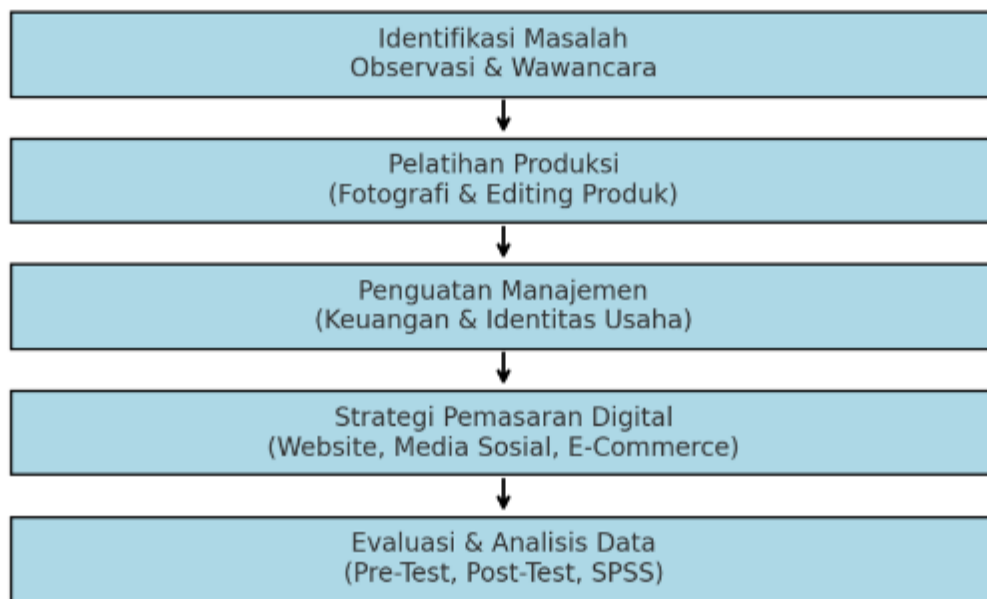 Identifikasi Masalah
Observasi & Wawancara
Pelatihan Produksi
(Fotografi & Editing Produk)
Penguatan Manajemen
(Keuangan & Identitas Usaha)
Strategi Pemasaran Digital
(Website, Media Sosial, E-Commerce)
Evaluasi & Analisis Data
(Pre-Test, Post-Test, SPSS)